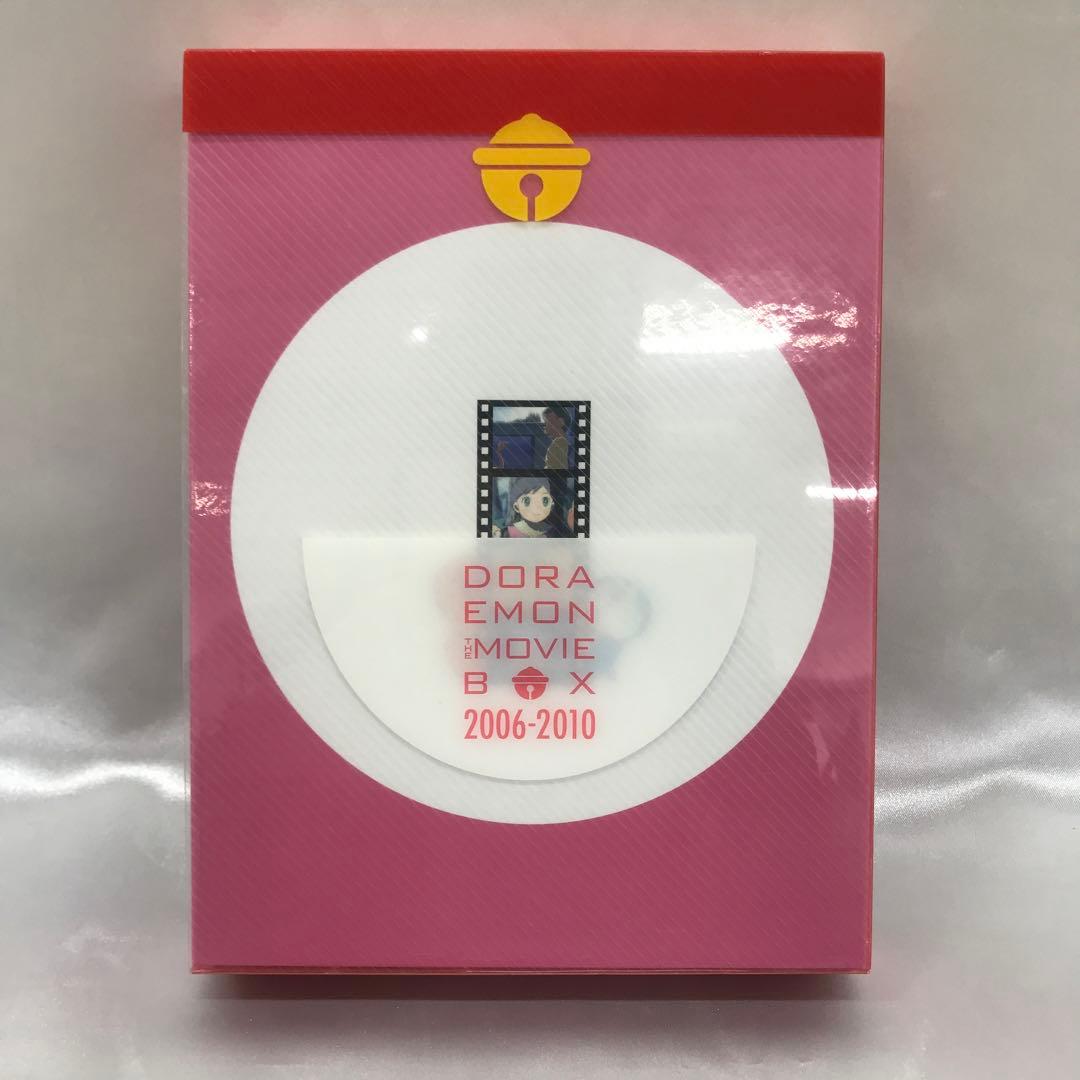 DORA
EMON
THE MOVIE
BOX
2006-2010